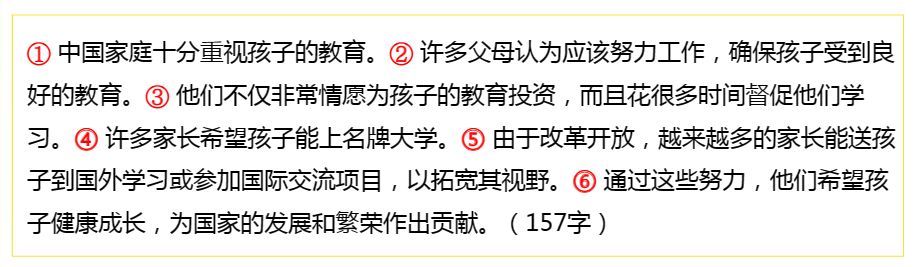 ① 中国家庭十分重视孩子的教育。② 许多父母认为应该努力工作，确保孩子受到良
好的教育。③ 他们不仅非常情愿为孩子的教育投资，而且花很多时间督促他们学
习。④ 许多家长希望孩子能上名牌大学。⑤ 由于改革开放，越来越多的家长能送孩
子到国外学习或参加国际交流项目，以拓宽其视野。⑥ 通过这些努力，他们希望孩
子健康成长，为国家的发展和繁荣作出贡献。（157字）